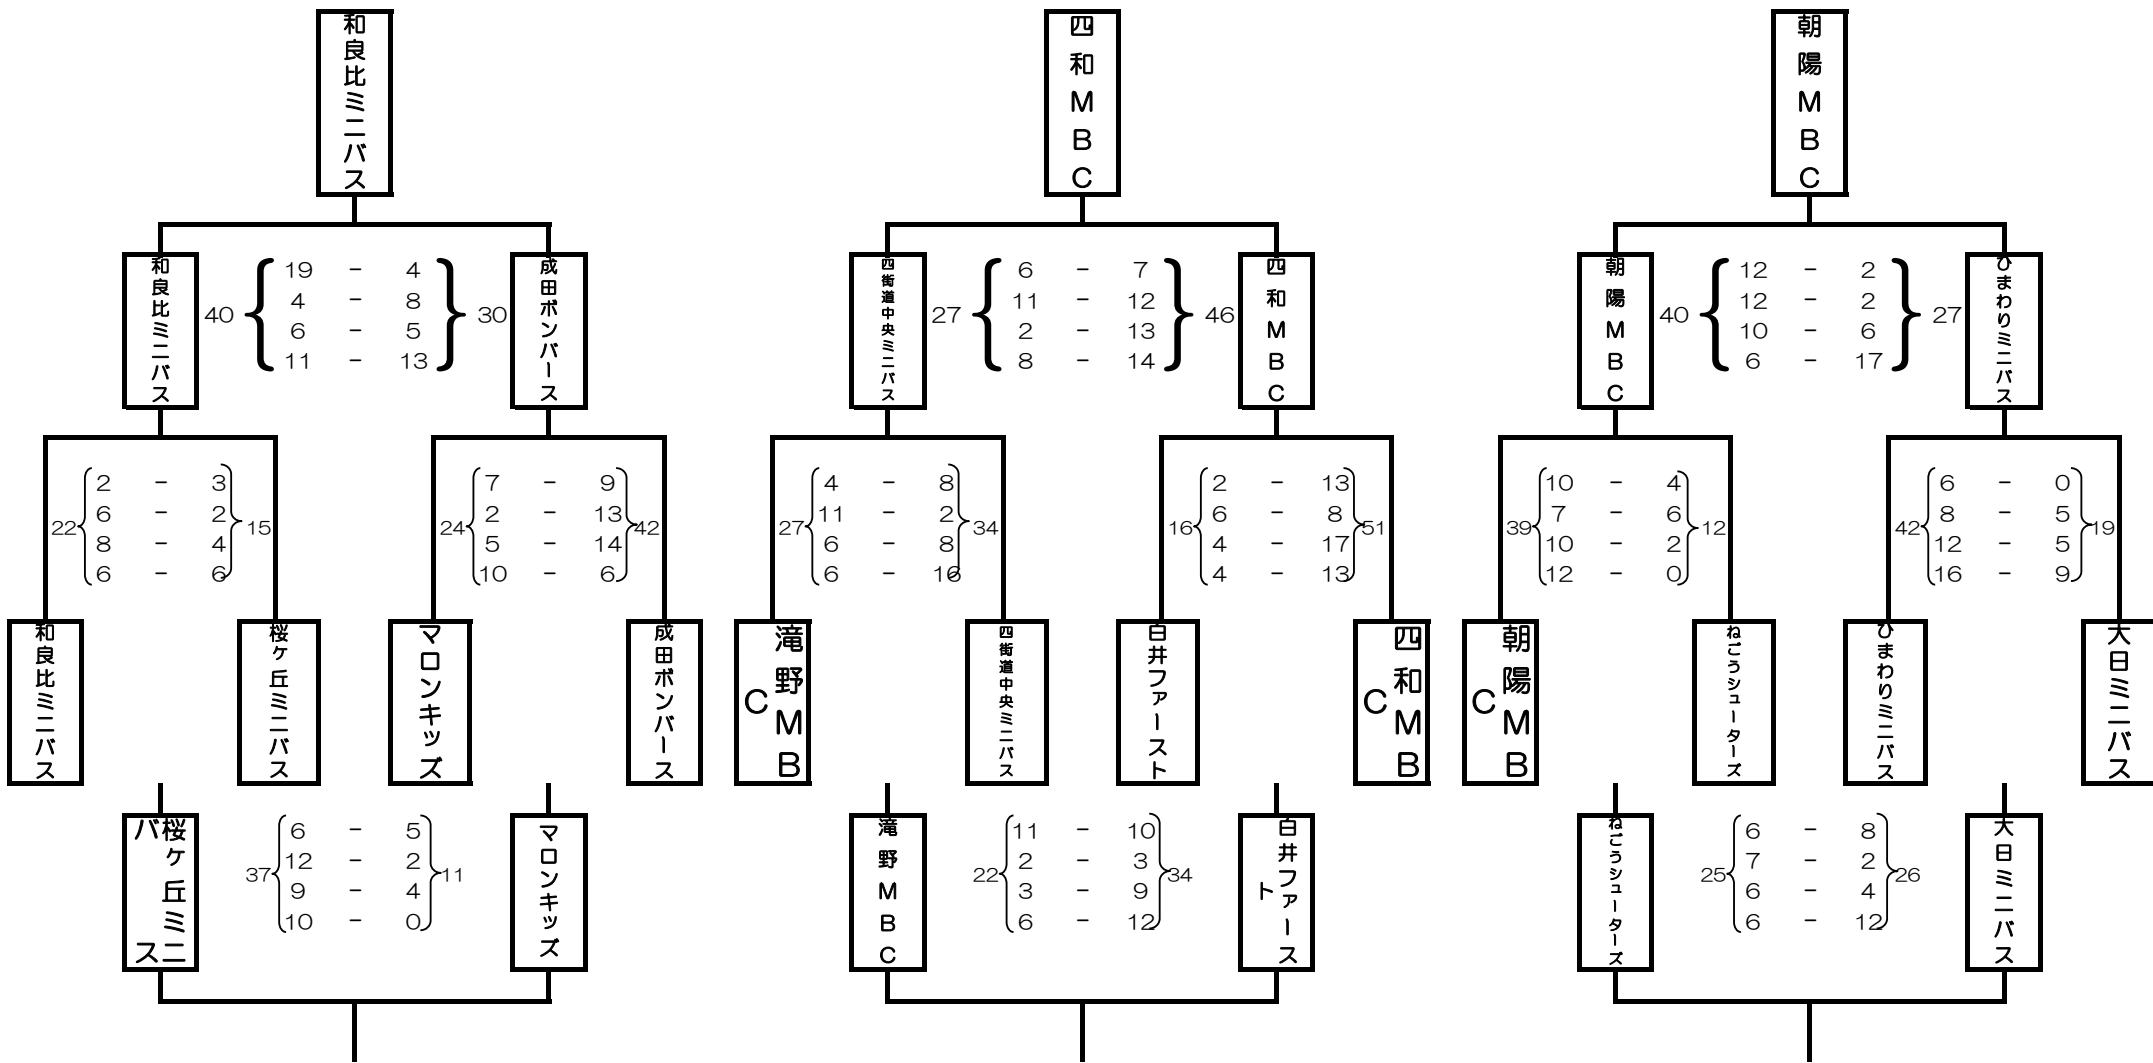 和良比ミニバス
四和ＭＢＣ
朝陽ＭＢＣ
和良比ミニバス
40
19 - 4
4 - 8
6 - 5
11 - 13
30
成田ボンバース
四街道中央ミニバス
27
6 - 7
11 - 12
2 - 13
8 - 14
46
四和ＭＢＣ
朝陽ＭＢＣ
40
12 - 2
12 - 2
10 - 6
6 - 17
27
ひまわりミニバス
22
2 - 3
6 - 2
8 - 4
6 - 6
15
24
7 - 9
2 - 13
5 - 14
10 - 6
42
27
4 - 8
11 - 2
6 - 8
6 - 16
34
16
2 - 13
6 - 8
4 - 17
4 - 13
51
39
10 - 4
7 - 6
10 - 2
12 - 0
12
42
6 - 0
8 - 5
12 - 5
16 - 9
19
和良比ミニバス
桜ヶ丘ミニバス
マロンキッズ
成田ボンバース
滝野ＭＢ
Ｃ
四街道中央ミニバス
白井ファースト
四和ＭＢ
Ｃ
朝陽ＭＢ
Ｃ
ねごうシューターズ
ひまわりミニバス
大日ミニバス
桜ヶ丘ミニ
バス
37
6 - 5
12 - 2
9 - 4
10 - 0
11
マロンキッズ
滝野ＭＢＣ
22
11 - 10
2 - 3
3 - 9
6 - 12
34
白井ファース
ト
ねごうシューターズ
25
6 - 8
7 - 2
6 - 4
6 - 12
26
大日ミニバス